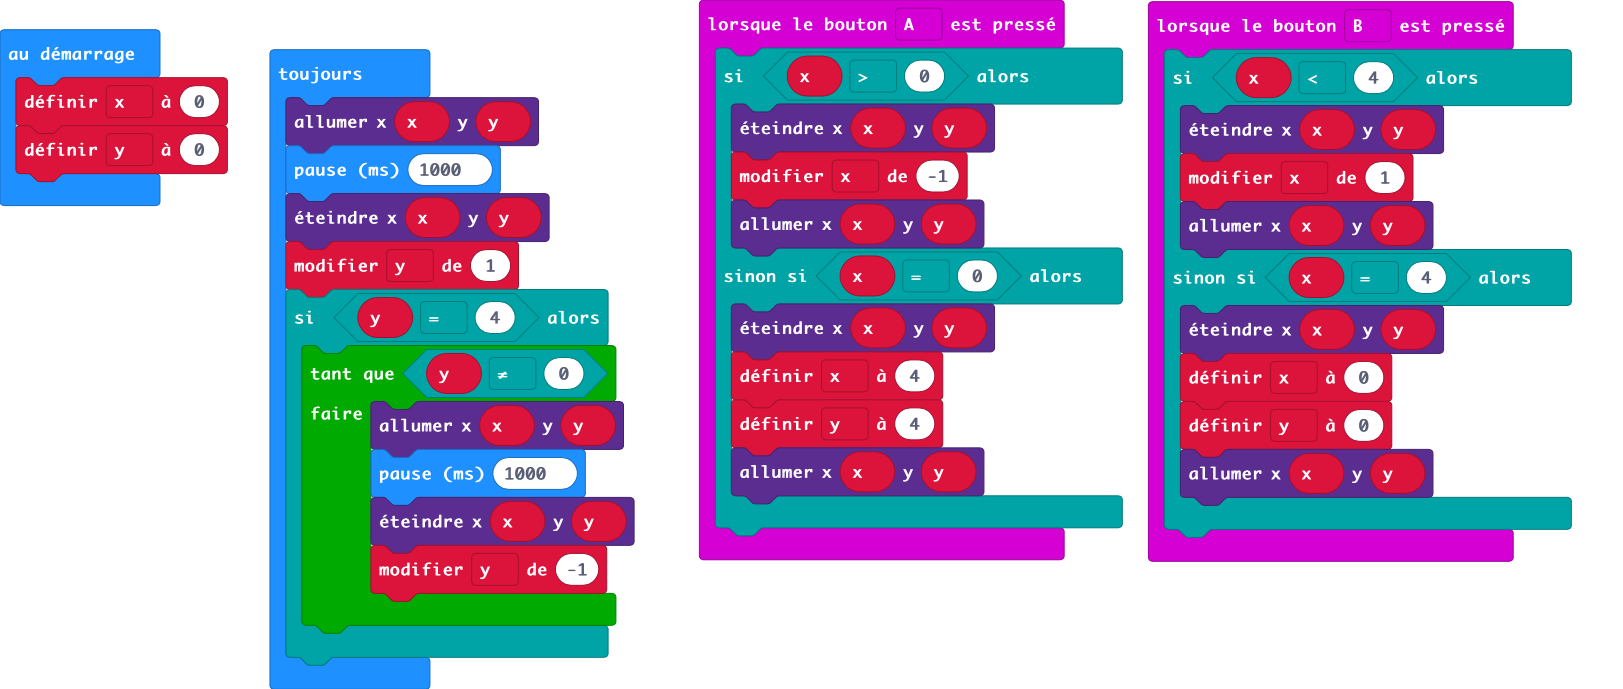 au démarrage
définir x à 0
définir y à 0
toujours
allumer x x y y
pause (ms) 1000
éteindre x x y y
modifier y de 1
si y = 4 alors
tant que y ≠ 0
faire
allumer x x y y
pause (ms) 1000
éteindre x x y y
modifier y de -1
lorsque le bouton A est pressé
si x > 0 alors
éteindre x x y y
modifier x de -1
allumer x x y y
sinon si x = 0 alors
éteindre x x y y
définir x à 4
définir y à 4
allumer x x y y
lorsque le bouton B est pressé
si x < 4 alors
éteindre x x y y
modifier x de 1
allumer x x y y
sinon si x = 4 alors
éteindre x x y y
définir x à 0
définir y à 0
allumer x x y y